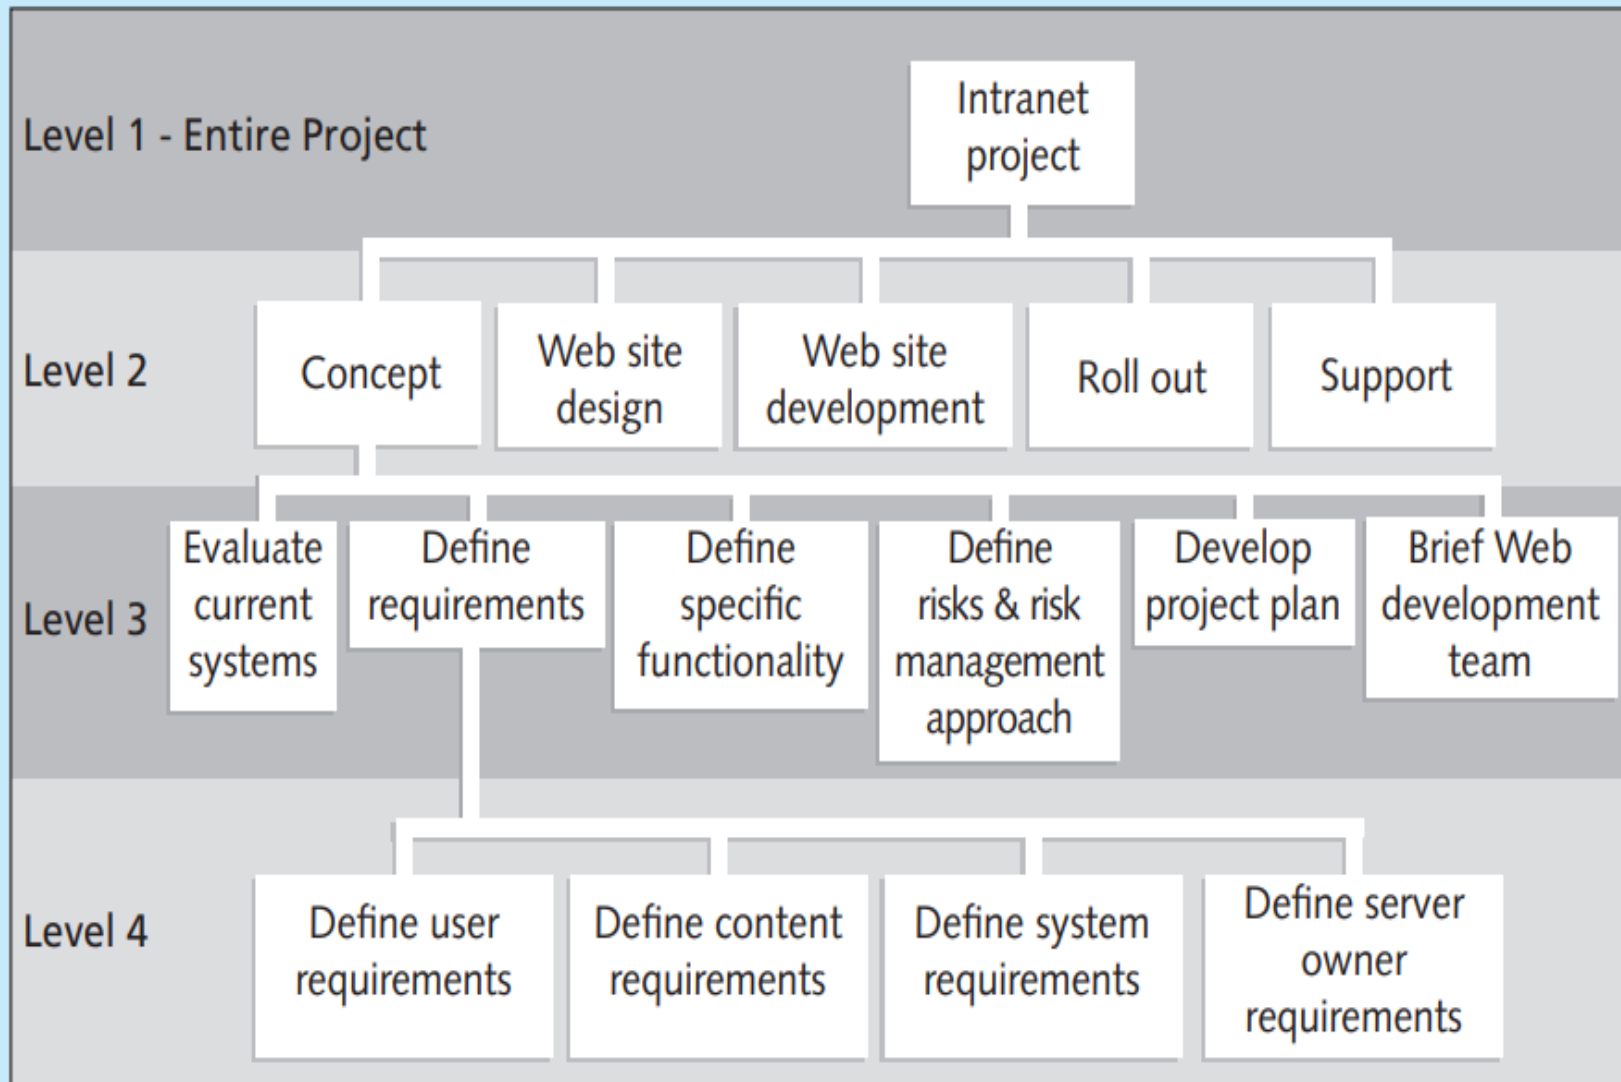 Level 1 - Entire Project
Intranet
project
Level 2
Concept
Web site
design
Web site
development
Roll out
Support
Level 3
Evaluate
current
systems
Define
requirements
Define
specific
functionality
Define
risks & risk
management
approach
Develop
project plan
Brief Web
development
team
Level 4
Define user
requirements
Define content
requirements
Define system
requirements
Define server
owner
requirements